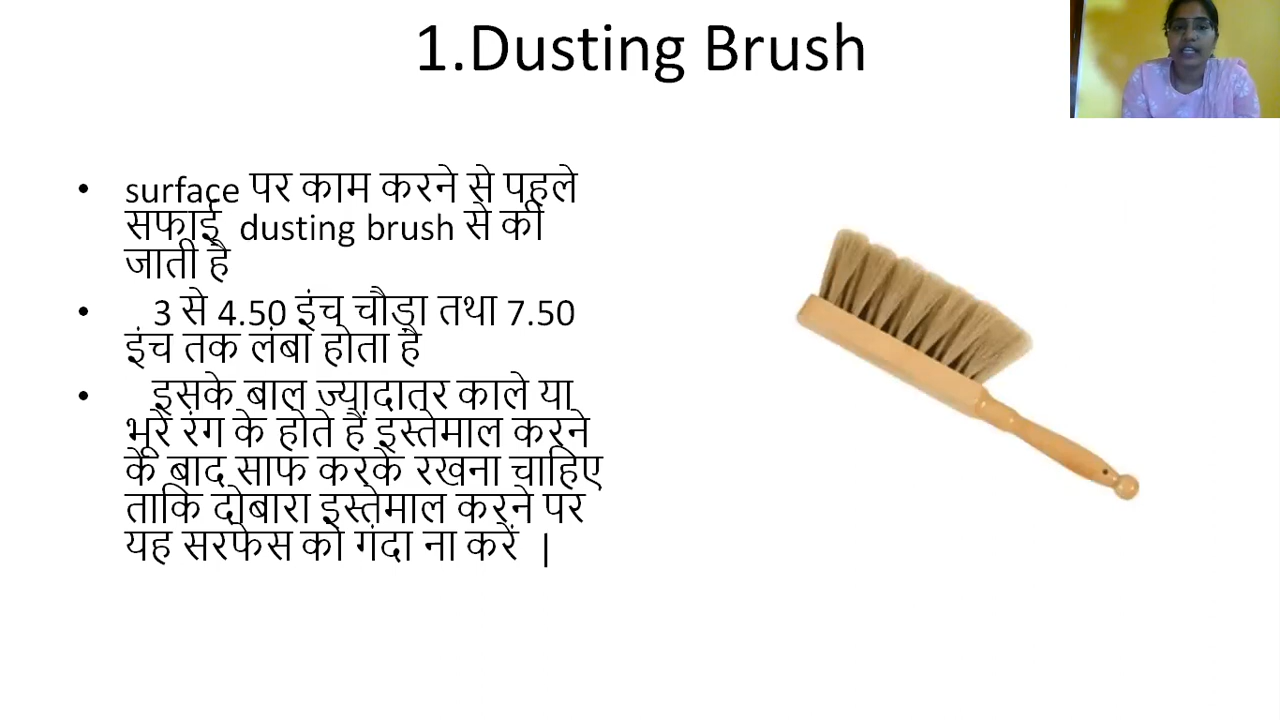 1.Dusting Brush
• surface पर काम करने से पहले
सफाई dusting brush से की
जाती है
• 3 से 4.50 इंच चौड़ा तथा 7.50
इंच तक लंबा होता है
• इसके बाल ज्यादातर काले या
भूरे रंग के होते हैं इस्तेमाल करने
के बाद साफ करके रखना चाहिए
ताकि दोबारा इस्तेमाल करने पर
यह सरफेस को गंदा ना करें |